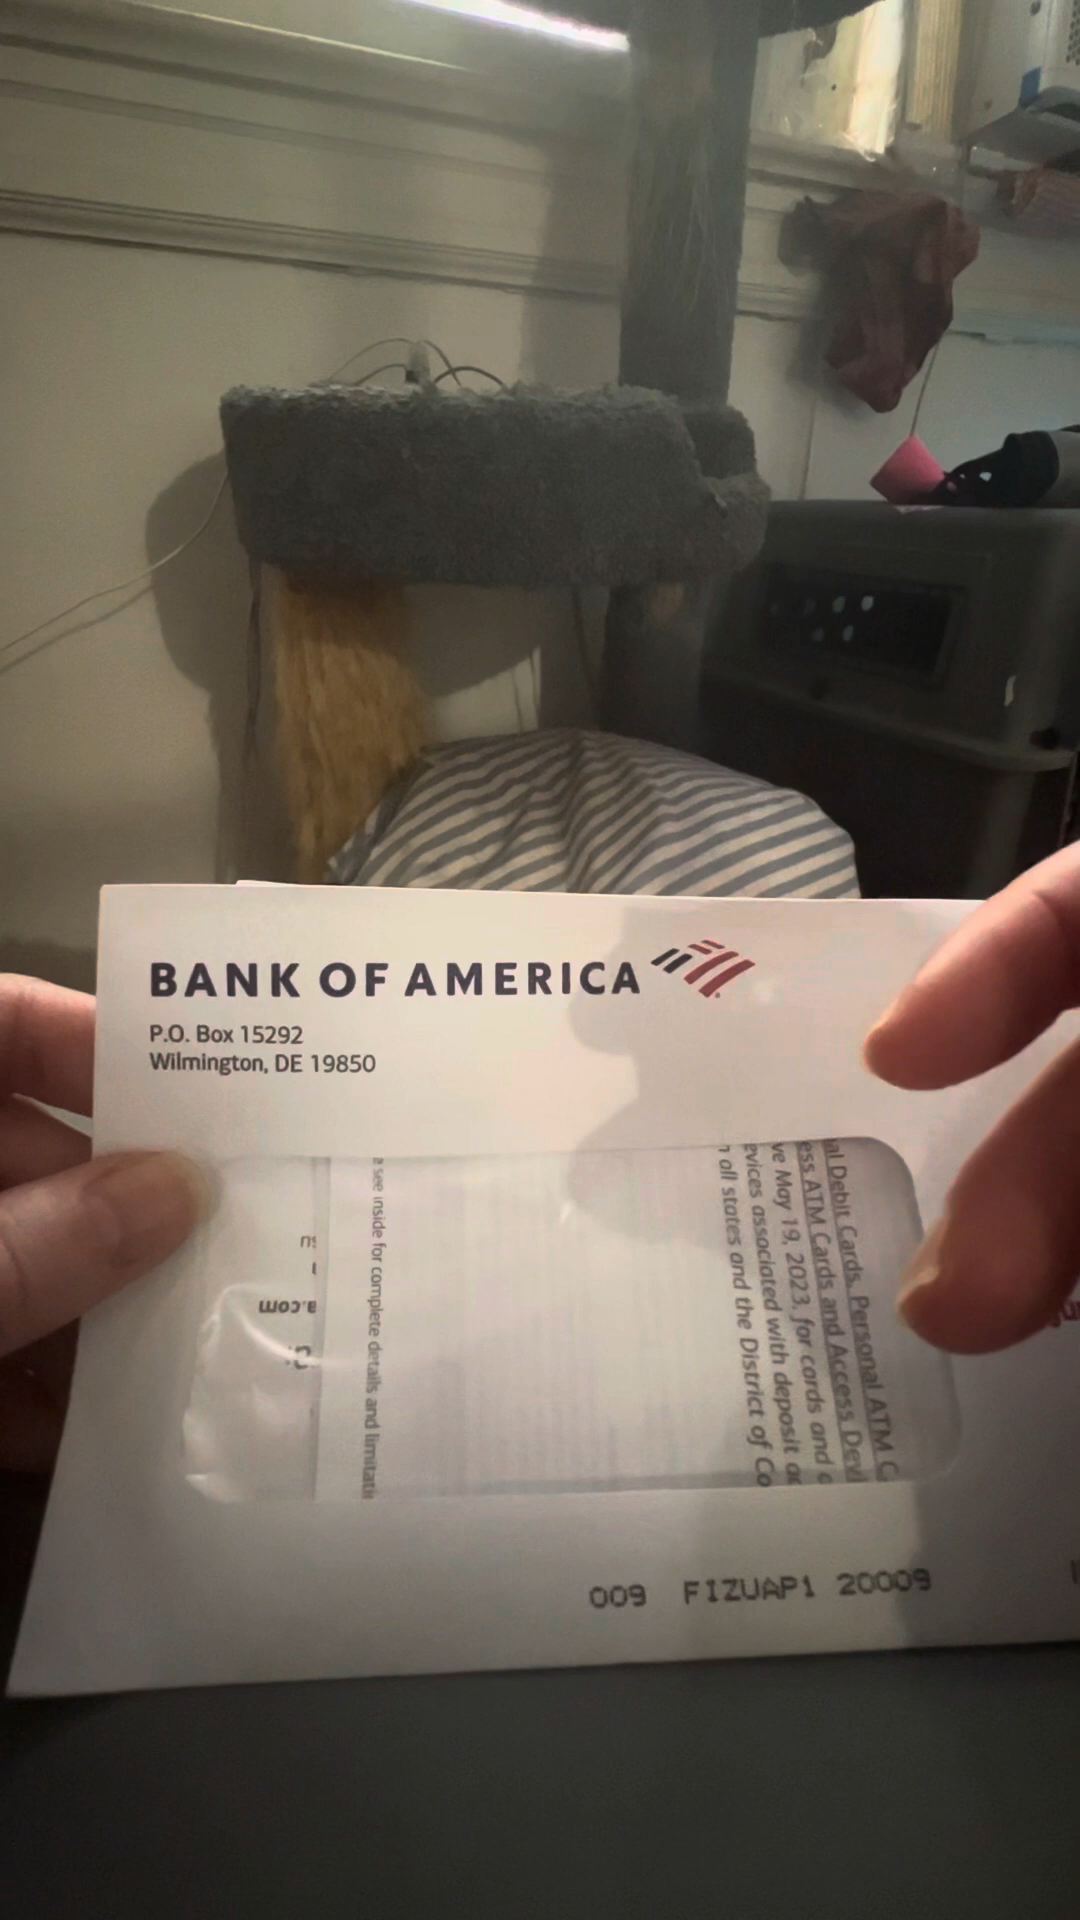 BANK OF AMERICA
P.O. Box 15292
Wilmington, DE 19850
al Debit Cards, Personal ATM C
ess ATM Cards and Access Devi
ve May 19, 2023, for cards and
evices associated with deposit
all states and the District of Co
see inside for complete details and limitati
a.com
009 FIZUAP1 20009